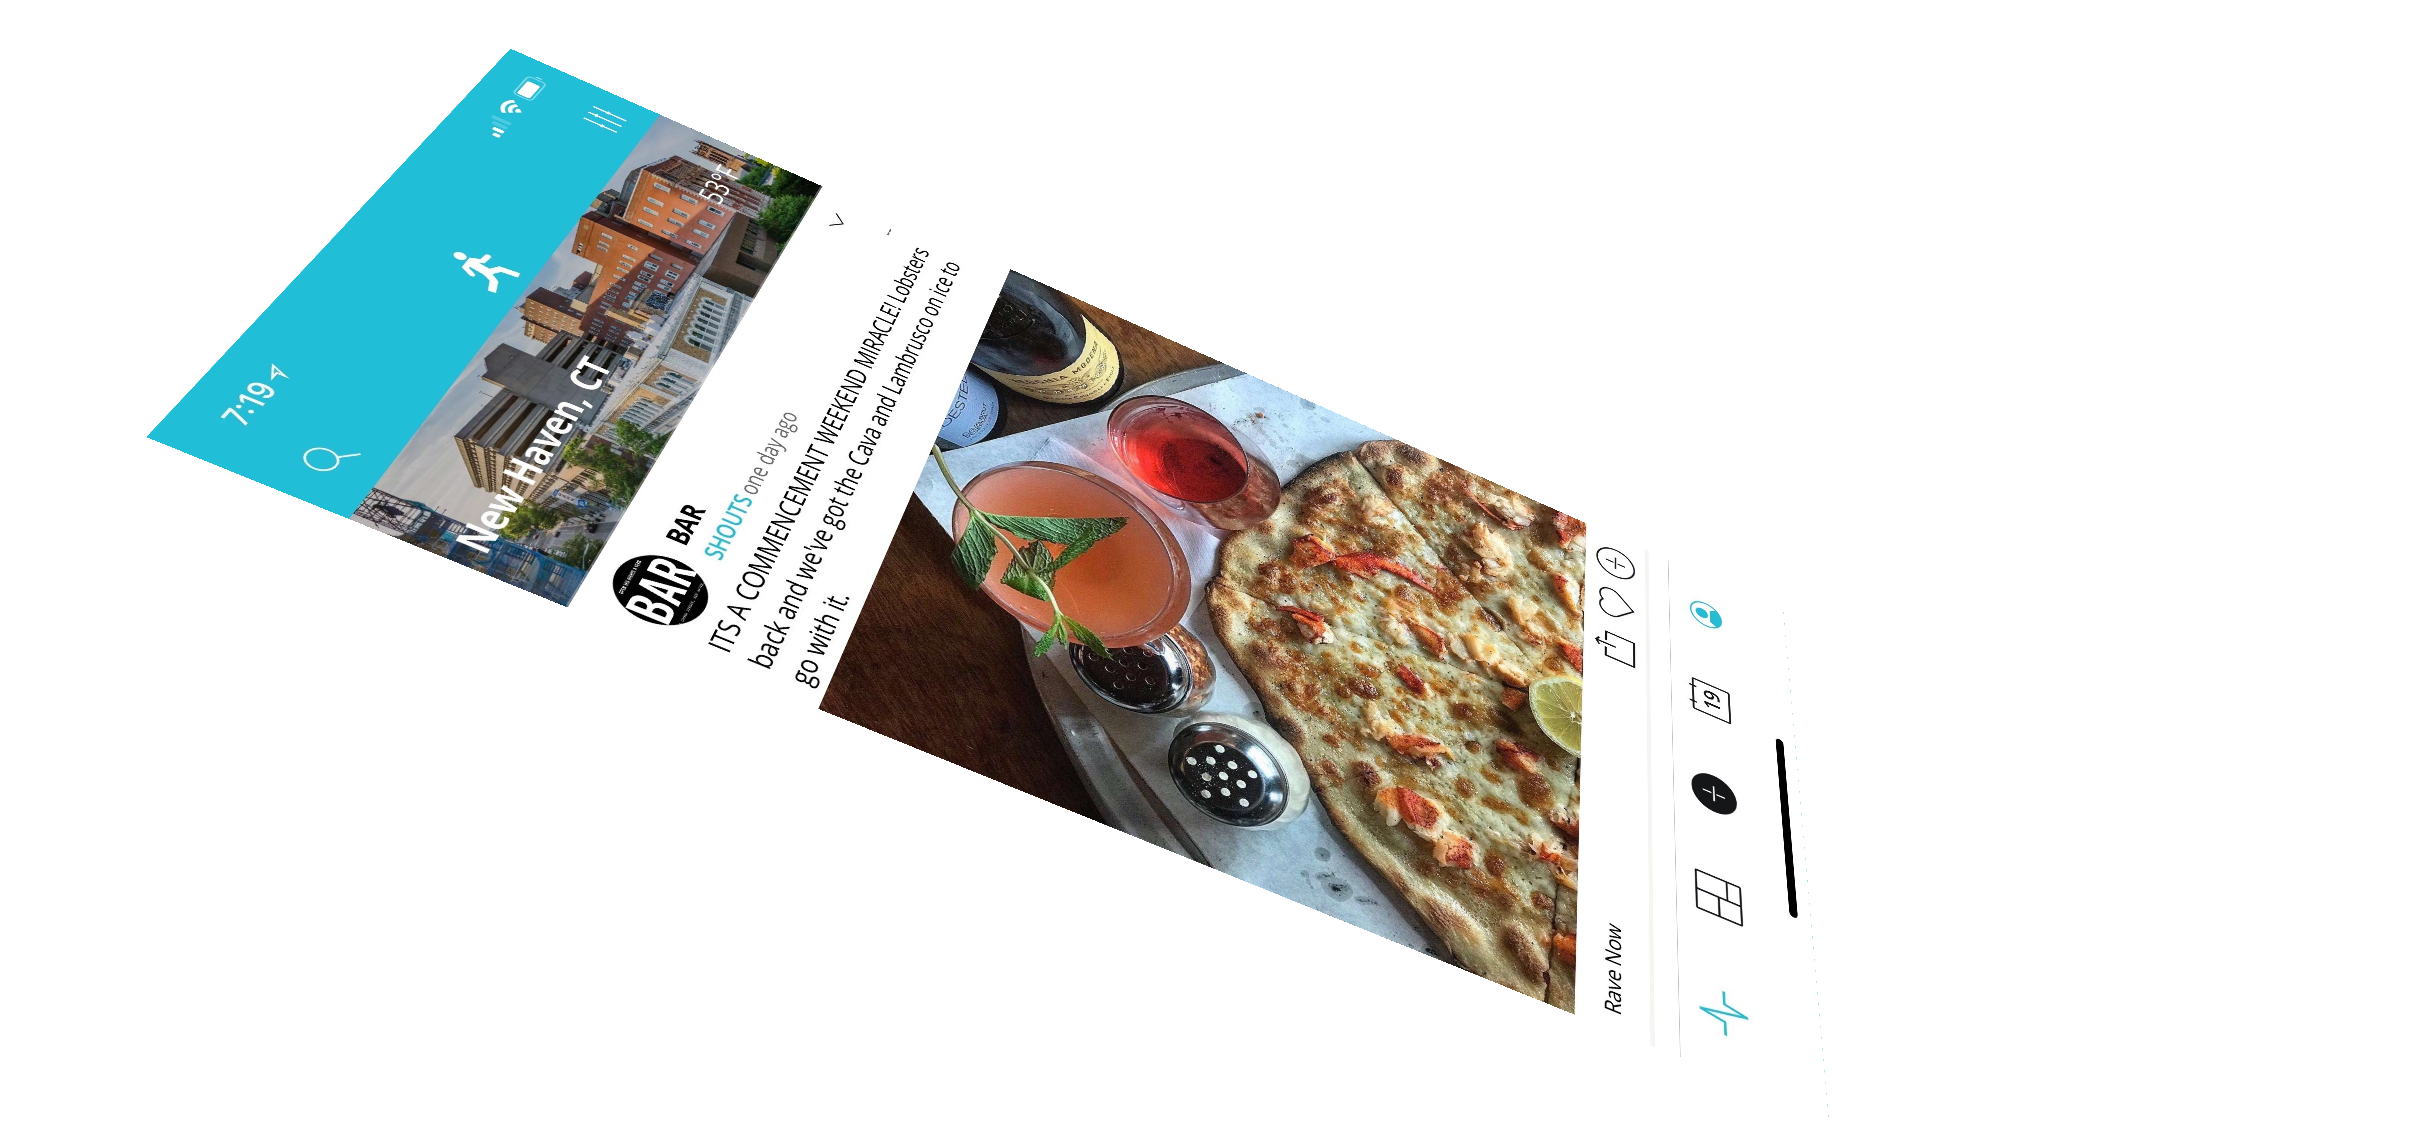 7:19
New Haven, CT
53°F
BAR
BAR
SHOUTS one day ago
ITS A COMMENCEMENT WEEKEND MIRACLE! Lobsters
back and we've got the Cava and Lambrusco on ice to
go with it.
MODENA
Rave Now
19